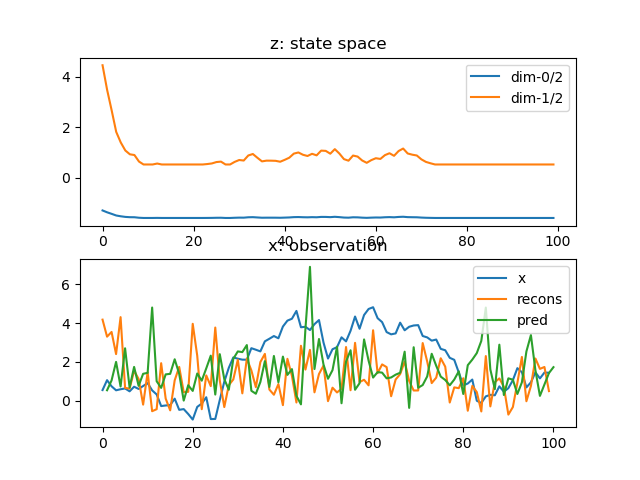 z: state space
4
2
0
dim-0/2
dim-1/2
0 20 40 60 80 100
x: observation
6
4
2
0
x
recons
pred
0 20 40 60 80 100